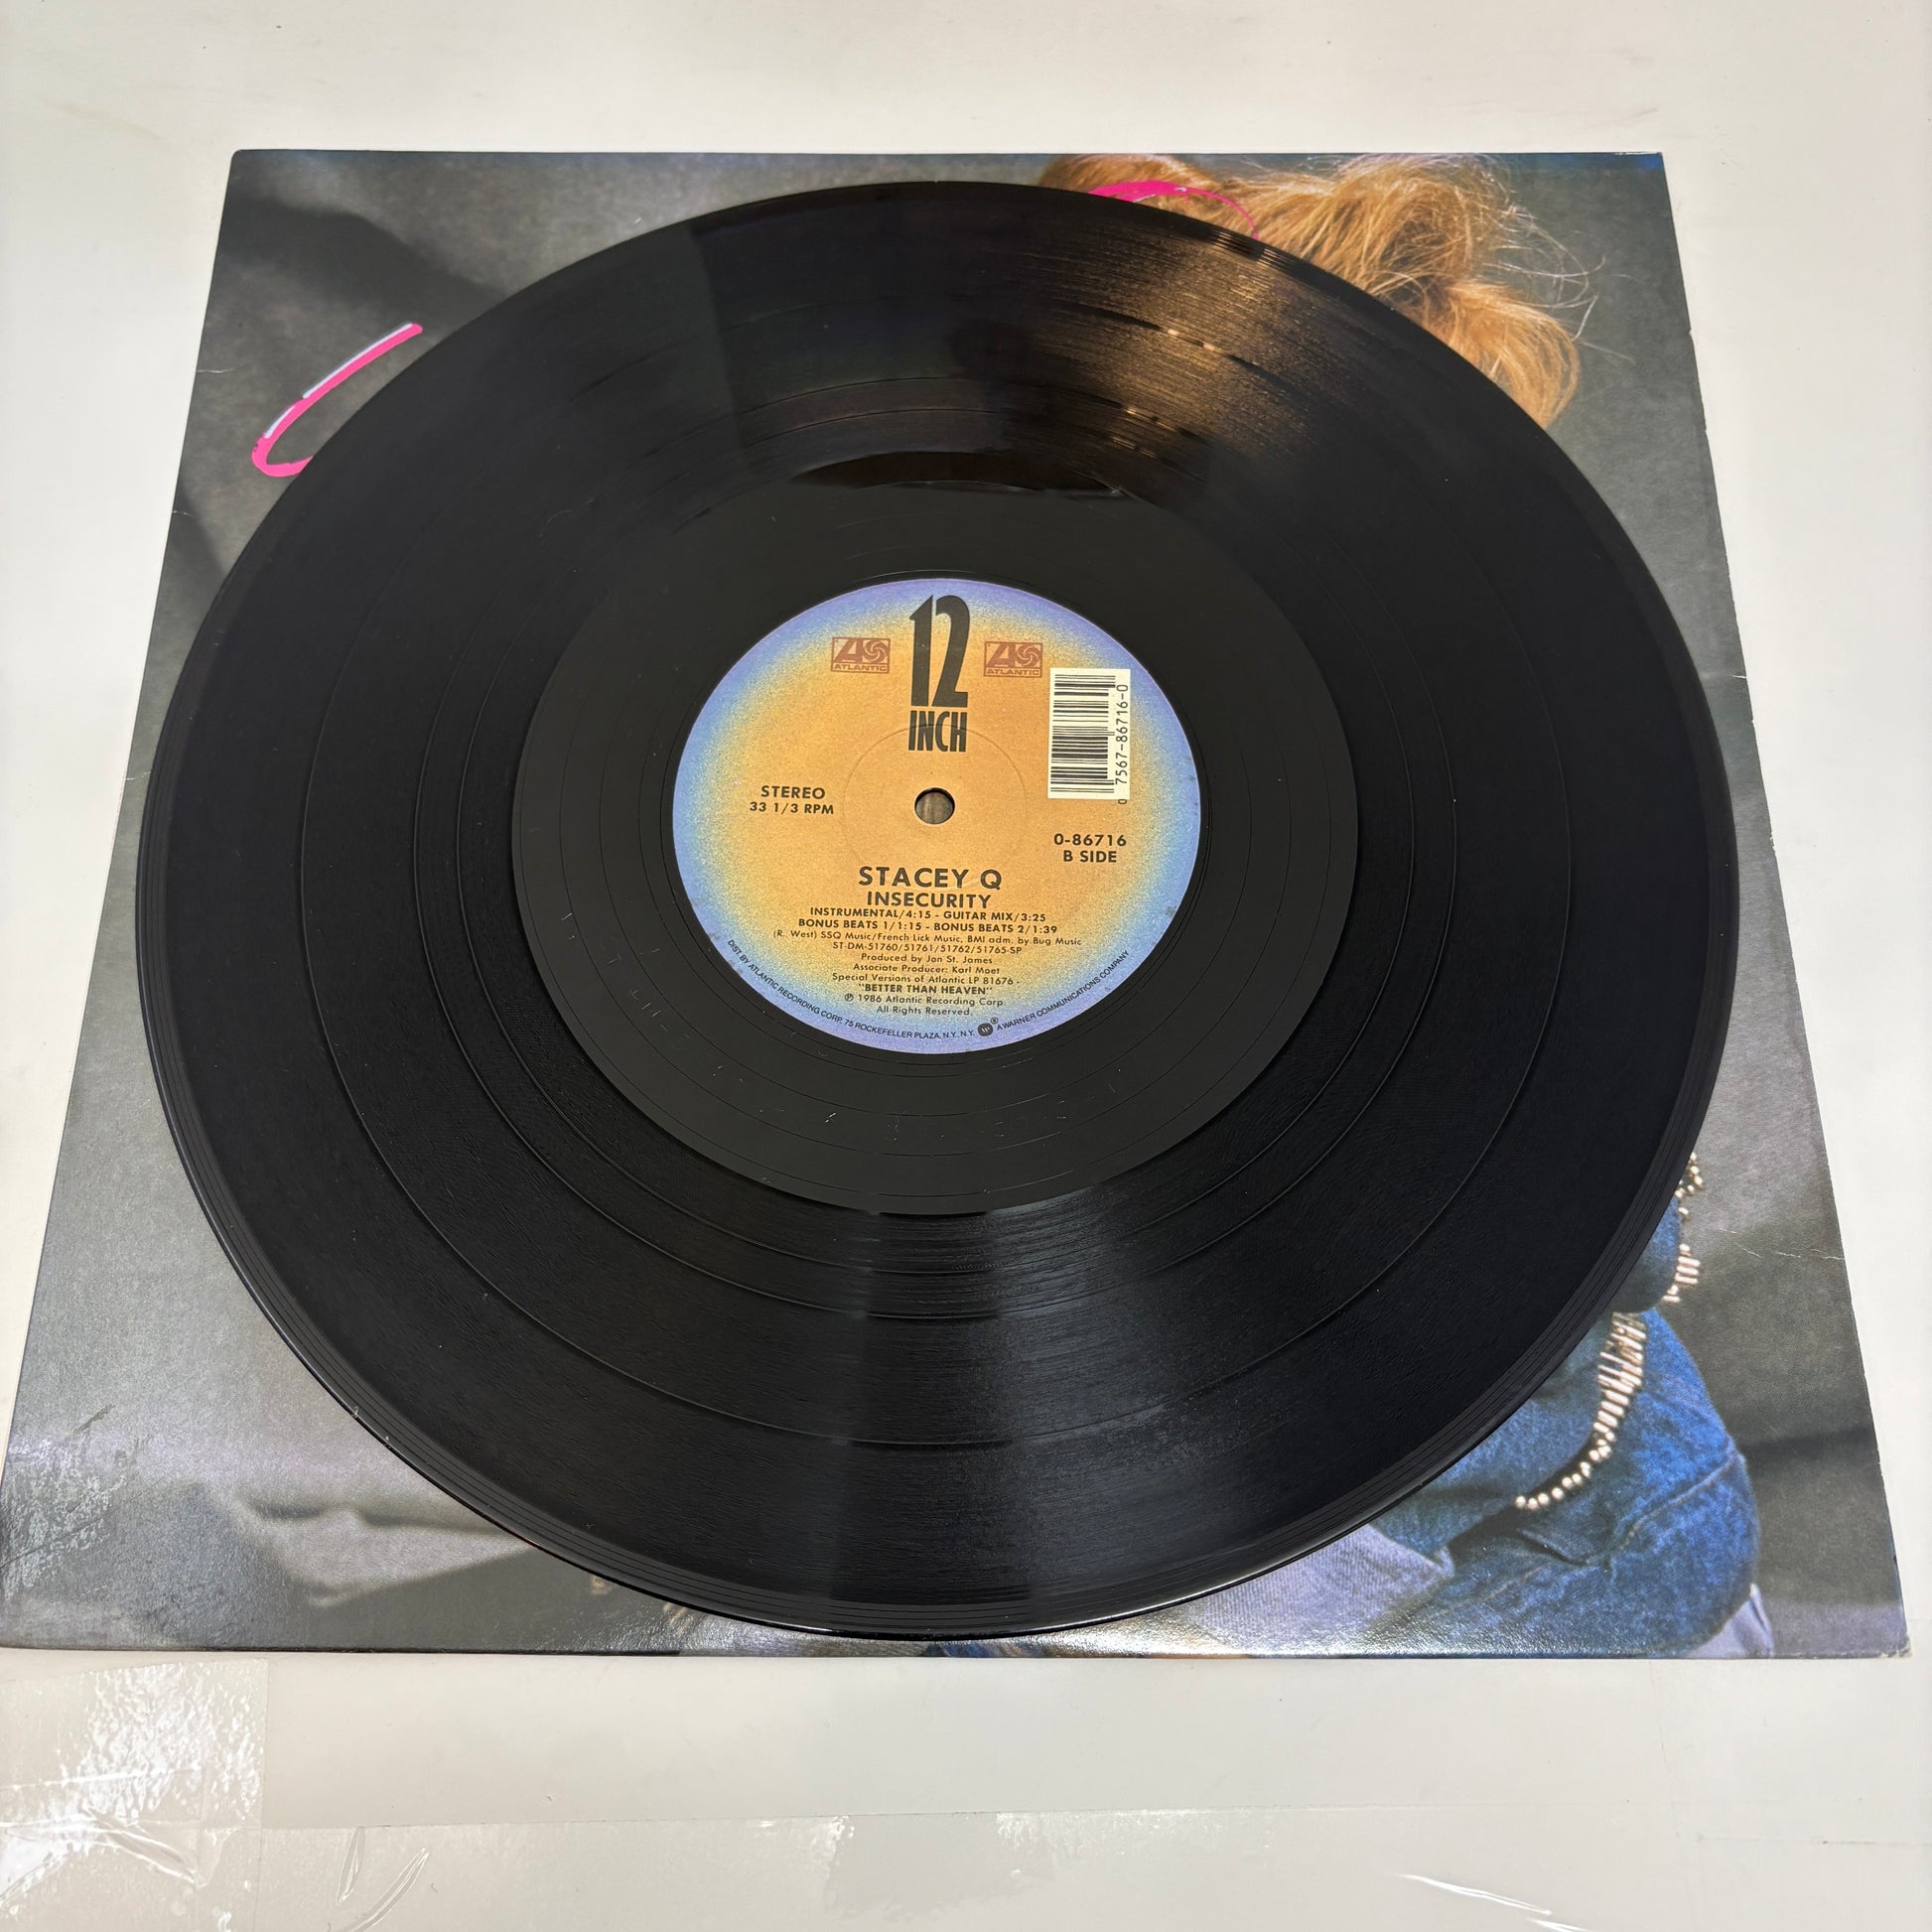 12
INCH
ATLANTIC
ATLANTIC
0 7567-86716-0
STEREO
33 1/3 RPM
0-86716
B SIDE
STACEY Q
INSECURITY
INSTRUMENTAL/4:15 - GUITAR MIX/3:25
BONUS BEATS 1/1:15 - BONUS BEATS 2/1:39
(R. West) SSQ Music/French Lick Music, BMI adm. by Bug Music
ST-DM-51760/51761/51762/51765-SP
Produced by Jon St. James
Associate Producer: Karl Moet
Special Versions of Atlantic LP 81676 -
"BETTER THAN HEAVEN"
℗ 1986 Atlantic Recording Corp.
All Rights Reserved.
DIST. BY ATLANTIC RECORDING CORP. 75 ROCKEFELLER PLAZA, N.Y. N.Y. ® A WARNER COMMUNICATIONS COMPANY